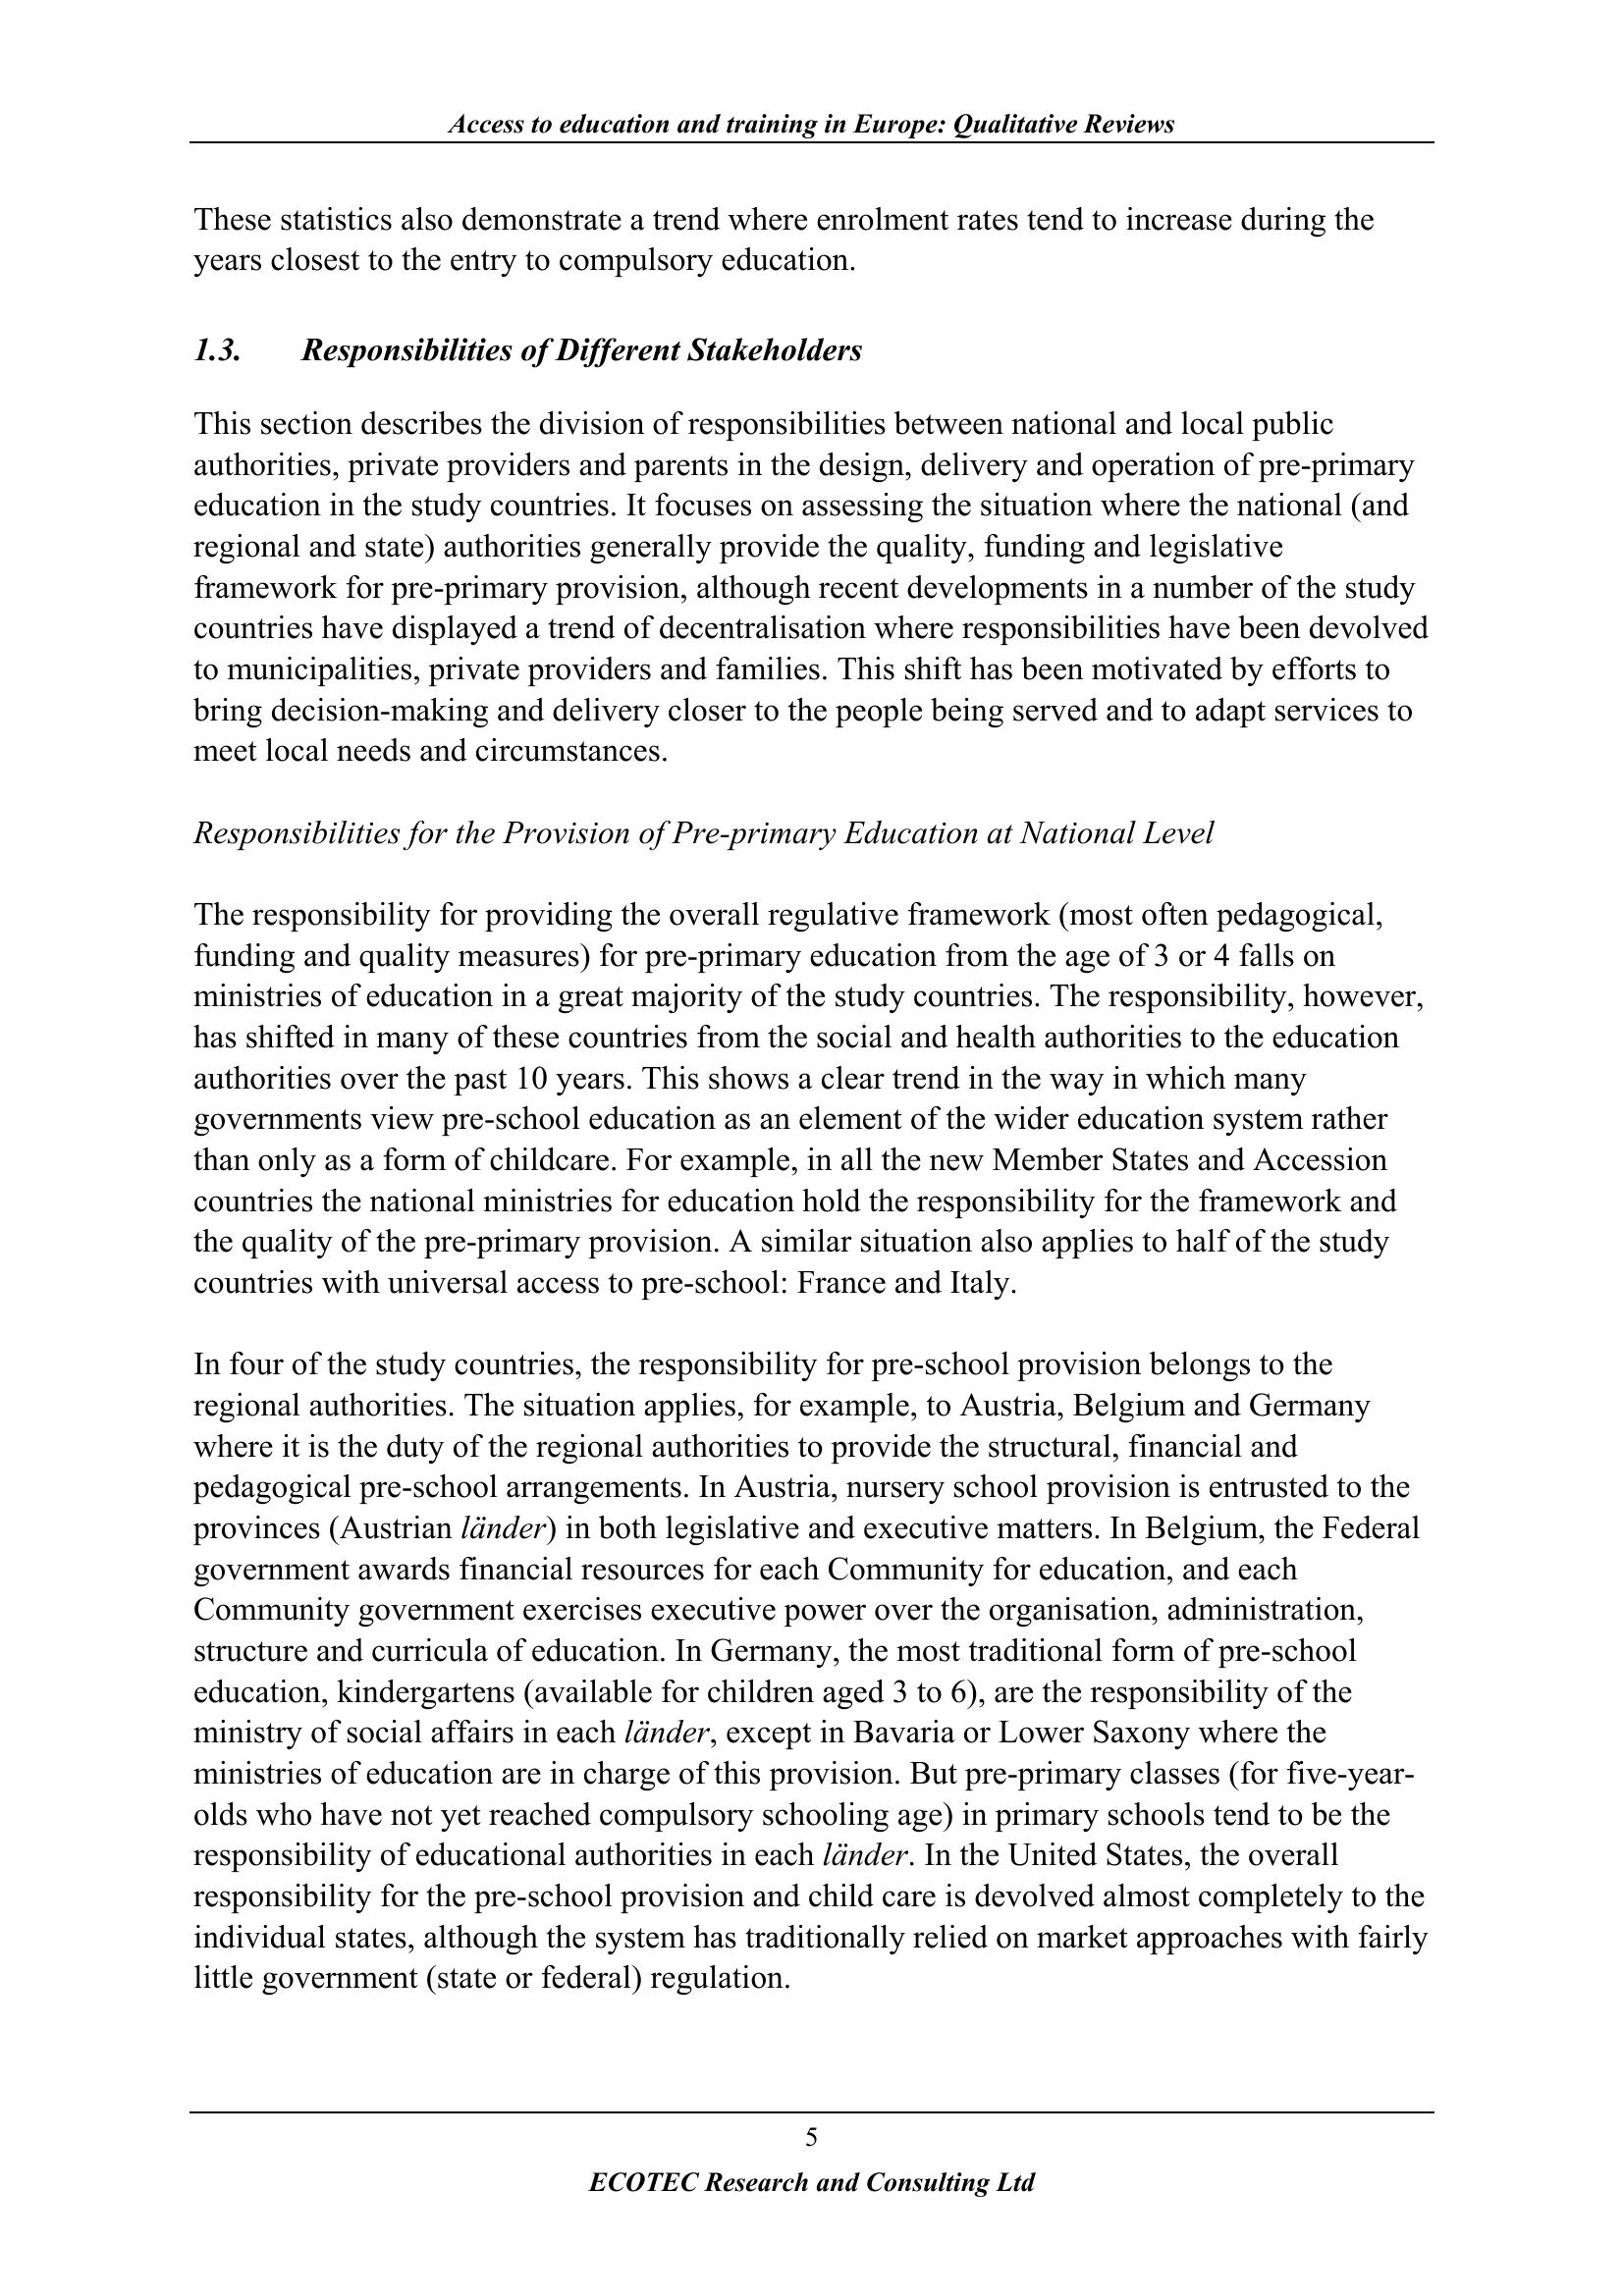 Access to education and training in Europe: Qualitative Reviews
These statistics also demonstrate a trend where enrolment rates tend to increase during the
years closest to the entry to compulsory education.
1.3. Responsibilities of Different Stakeholders
This section describes the division of responsibilities between national and local public
authorities, private providers and parents in the design, delivery and operation of pre-primary
education in the study countries. It focuses on assessing the situation where the national (and
regional and state) authorities generally provide the quality, funding and legislative
framework for pre-primary provision, although recent developments in a number of the study
countries have displayed a trend of decentralisation where responsibilities have been devolved
to municipalities, private providers and families. This shift has been motivated by efforts to
bring decision-making and delivery closer to the people being served and to adapt services to
meet local needs and circumstances.
Responsibilities for the Provision of Pre-primary Education at National Level
The responsibility for providing the overall regulative framework (most often pedagogical,
funding and quality measures) for pre-primary education from the age of 3 or 4 falls on
ministries of education in a great majority of the study countries. The responsibility, however,
has shifted in many of these countries from the social and health authorities to the education
authorities over the past 10 years. This shows a clear trend in the way in which many
governments view pre-school education as an element of the wider education system rather
than only as a form of childcare. For example, in all the new Member States and Accession
countries the national ministries for education hold the responsibility for the framework and
the quality of the pre-primary provision. A similar situation also applies to half of the study
countries with universal access to pre-school: France and Italy.
In four of the study countries, the responsibility for pre-school provision belongs to the
regional authorities. The situation applies, for example, to Austria, Belgium and Germany
where it is the duty of the regional authorities to provide the structural, financial and
pedagogical pre-school arrangements. In Austria, nursery school provision is entrusted to the
provinces (Austrian länder) in both legislative and executive matters. In Belgium, the Federal
government awards financial resources for each Community for education, and each
Community government exercises executive power over the organisation, administration,
structure and curricula of education. In Germany, the most traditional form of pre-school
education, kindergartens (available for children aged 3 to 6), are the responsibility of the
ministry of social affairs in each länder, except in Bavaria or Lower Saxony where the
ministries of education are in charge of this provision. But pre-primary classes (for five-year-
olds who have not yet reached compulsory schooling age) in primary schools tend to be the
responsibility of educational authorities in each länder. In the United States, the overall
responsibility for the pre-school provision and child care is devolved almost completely to the
individual states, although the system has traditionally relied on market approaches with fairly
little government (state or federal) regulation.
5
ECOTEC Research and Consulting Ltd